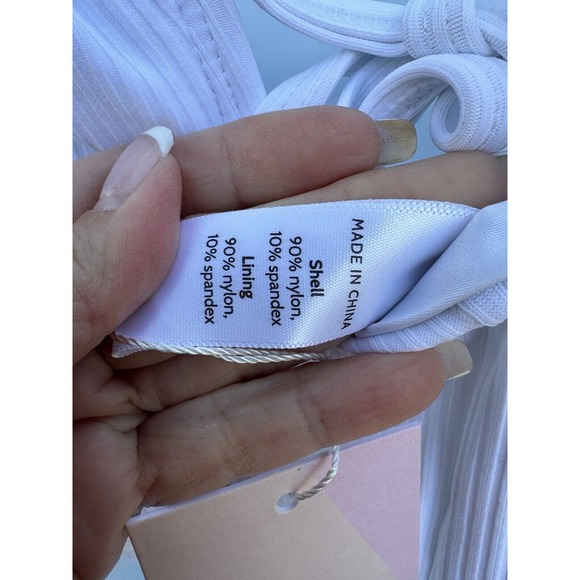 MADE IN CHINA
Shell
90% nylon,
10% spandex
Lining
90% nylon,
10% spandex